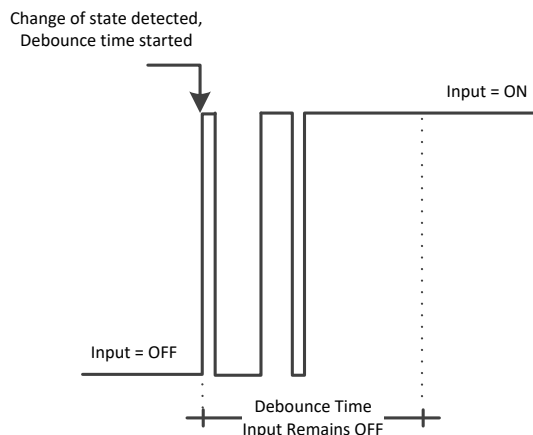 Change of state detected,
Debounce time started
Input = ON
Input = OFF
Debounce Time
Input Remains OFF